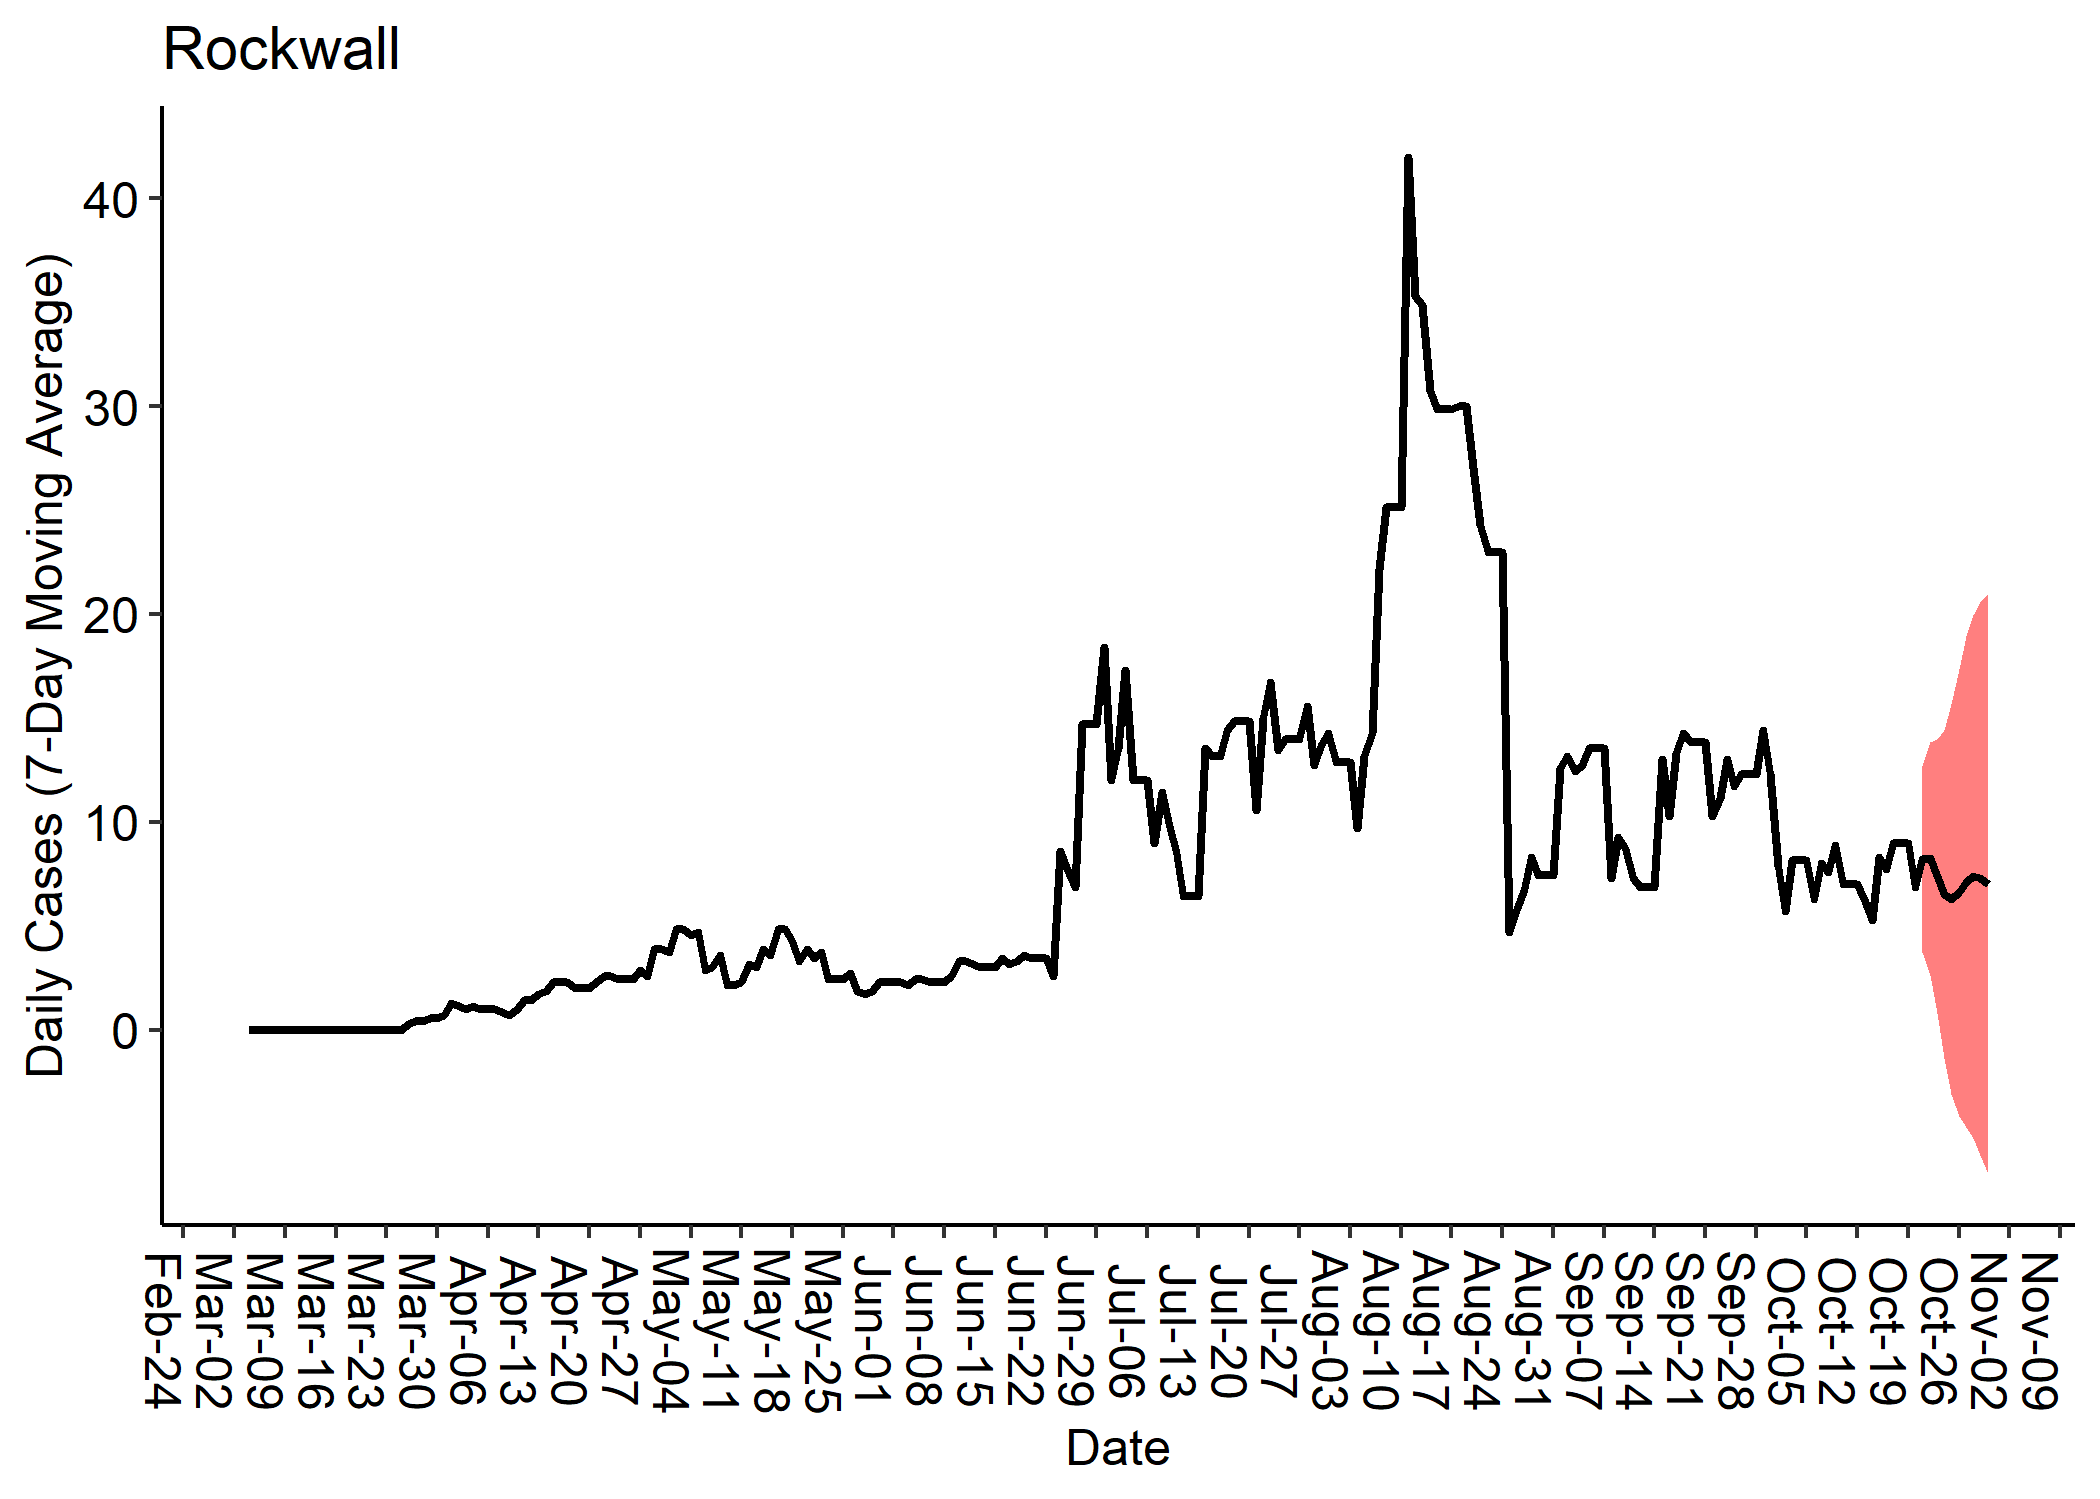 Rockwall
Daily Cases (7-Day Moving Average)
40
30
20
10
0
Feb-24
Mar-02
Mar-09
Mar-16
Mar-23
Mar-30
Apr-06
Apr-13
Apr-20
Apr-27
May-04
May-11
May-18
May-25
Jun-01
Jun-08
Jun-15
Jun-22
Jun-29
Jul-06
Jul-13
Jul-20
Jul-27
Aug-03
Aug-10
Aug-17
Aug-24
Aug-31
Sep-07
Sep-14
Sep-21
Sep-28
Oct-05
Oct-12
Oct-19
Oct-26
Nov-02
Nov-09
Date